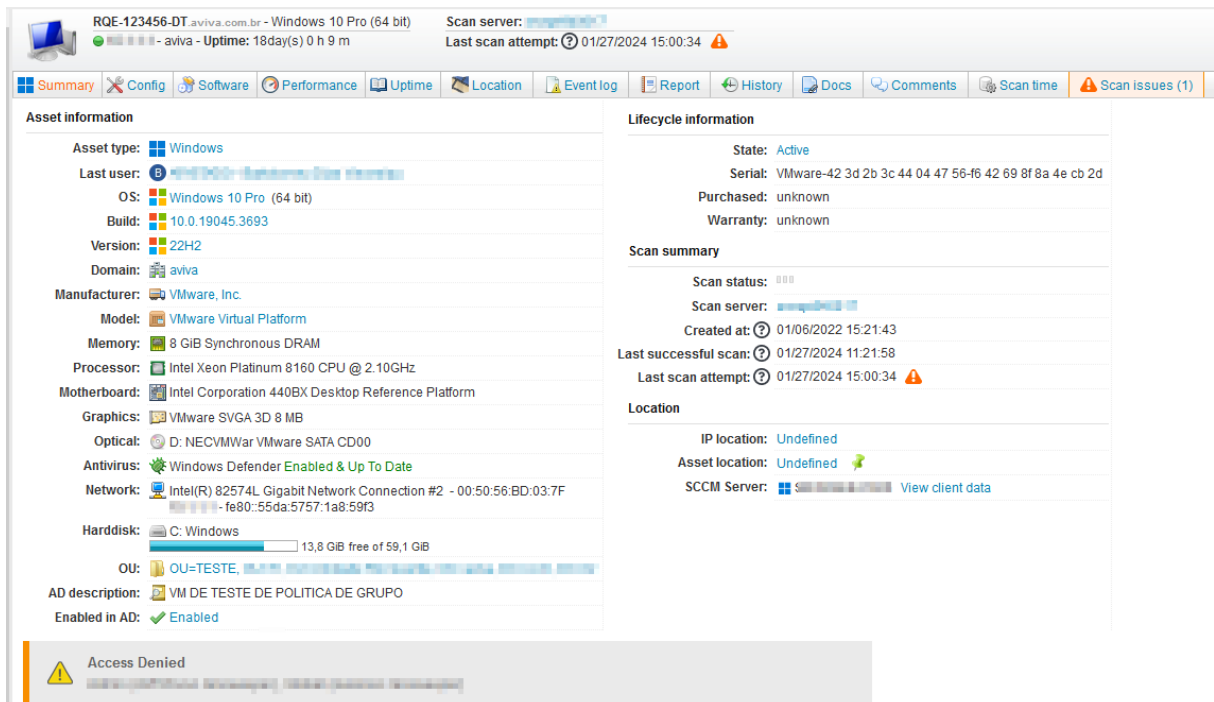 RQE-123456-DT.aviva.com.br - Windows 10 Pro (64 bit)
- aviva - Uptime: 18day(s) 0 h 9 m
Scan server:
Last scan attempt: ? 01/27/2024 15:00:34
Summary Config Software Performance Uptime Location Event log Report History Docs Comments Scan time Scan issues (1)
Asset information
Asset type: Windows
Last user: B
OS: Windows 10 Pro (64 bit)
Build: 10.0.19045.3693
Version: 22H2
Domain: aviva
Manufacturer: VMware, Inc.
Model: VMware Virtual Platform
Memory: 8 GiB Synchronous DRAM
Processor: Intel Xeon Platinum 8160 CPU @ 2.10GHz
Motherboard: Intel Corporation 440BX Desktop Reference Platform
Graphics: VMware SVGA 3D 8 MB
Optical: D: NECVMWar VMware SATA CD00
Antivirus: Windows Defender Enabled & Up To Date
Network: Intel(R) 82574L Gigabit Network Connection #2 - 00:50:56:BD:03:7F
- fe80::55da:5757:1a8:59f3
Harddisk: C: Windows
13,8 GiB free of 59,1 GiB
OU: OU=TESTE,
AD description: VM DE TESTE DE POLITICA DE GRUPO
Enabled in AD: Enabled
Lifecycle information
State: Active
Serial: VMware-42 3d 2b 3c 44 04 47 56-f6 42 69 8f 8a 4e cb 2d
Purchased: unknown
Warranty: unknown
Scan summary
Scan status:
Scan server:
Created at: ? 01/06/2022 15:21:43
Last successful scan: ? 01/27/2024 11:21:58
Last scan attempt: ? 01/27/2024 15:00:34
Location
IP location: Undefined
Asset location: Undefined
SCCM Server: View client data
Access Denied